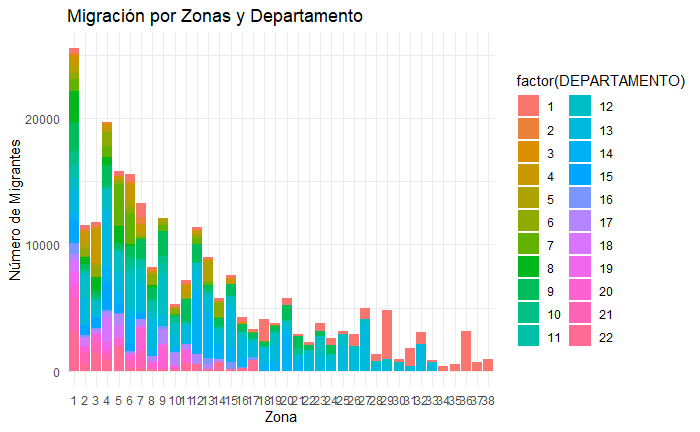 Migración por Zonas y Departamento
Número de Migrantes
20000
10000
0
1 2 3 4 5 6 7 8 9 10 11 12 13 14 15 16 17 18 19 20 21 22 23 24 25 26 27 28 29 30 31 32 33 34 35 36 37 38
Zona
factor(DEPARTAMENTO)
1 12
2 13
3 14
4 15
5 16
6 17
7 18
8 19
9 20
10 21
11 22